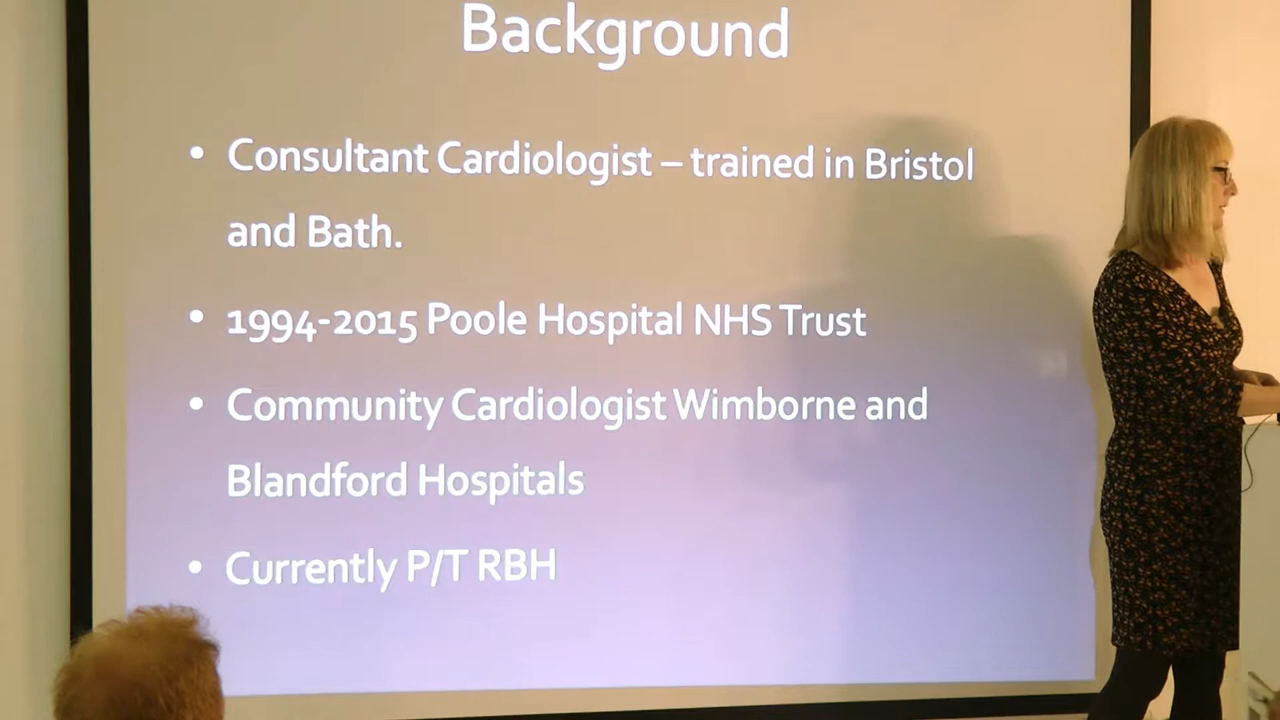 Background
• Consultant Cardiologist – trained in Bristol
and Bath.
• 1994-2015 Poole Hospital NHS Trust
• Community Cardiologist Wimborne and
Blandford Hospitals
• Currently P/T RBH